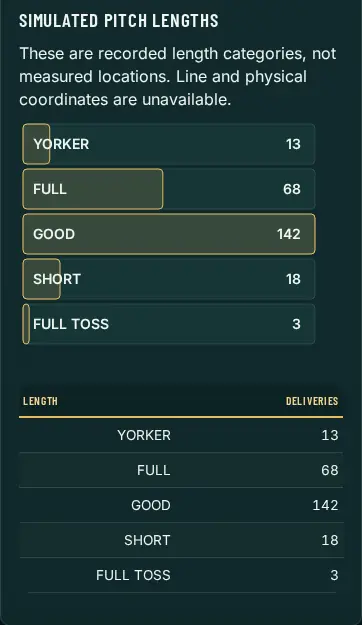 SIMULATED PITCH LENGTHS
These are recorded length categories, not
measured locations. Line and physical
coordinates are unavailable.
YORKER 13
FULL 68
GOOD 142
SHORT 18
FULL TOSS 3
LENGTH DELIVERIES
YORKER 13
FULL 68
GOOD 142
SHORT 18
FULL TOSS 3